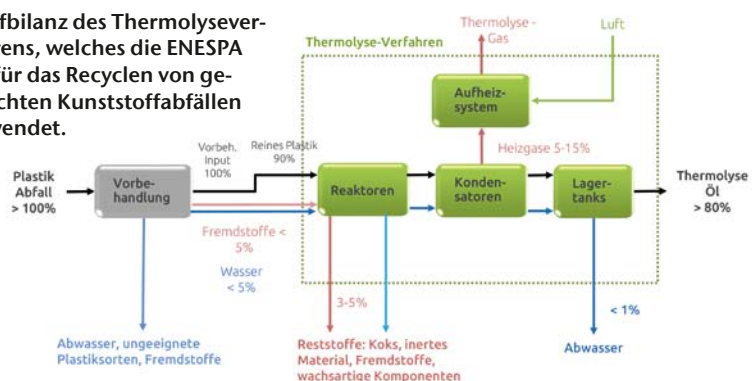 fbilanz des Thermolysever-
rens, welches die ENESPA
für das Recyclen von ge-
chten Kunststoffabfällen
vendet.
Thermolyse -
Gas
Luft
Thermolyse-Verfahren
Aufheiz-
system
Vorbeh.
Input
100%
Reines Plastik
90%
Heizgase 5-15%
Plastik
Abfall
> 100%
Vorbe-
handlung
Reaktoren
Konden-
satoren
Lager-
tanks
Thermolyse
Öl
> 80%
Fremdstoffe <
5%
Wasser
< 5%
3-5%
< 1%
Abwasser, ungeeignete
Plastiksorten, Fremdstoffe
Reststoffe: Koks, inertes
Material, Fremdstoffe,
wachsartige Komponenten
Abwasser